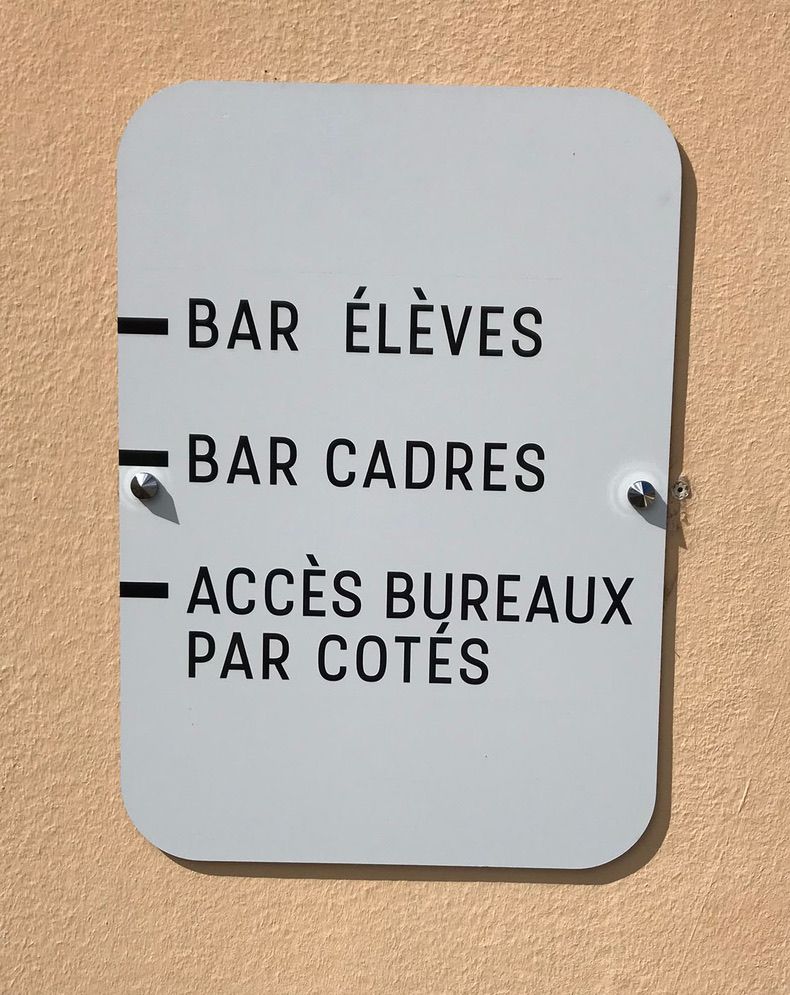 BAR ÉLÈVES
BAR CADRES
ACCÈS BUREAUX
PAR COTÉS